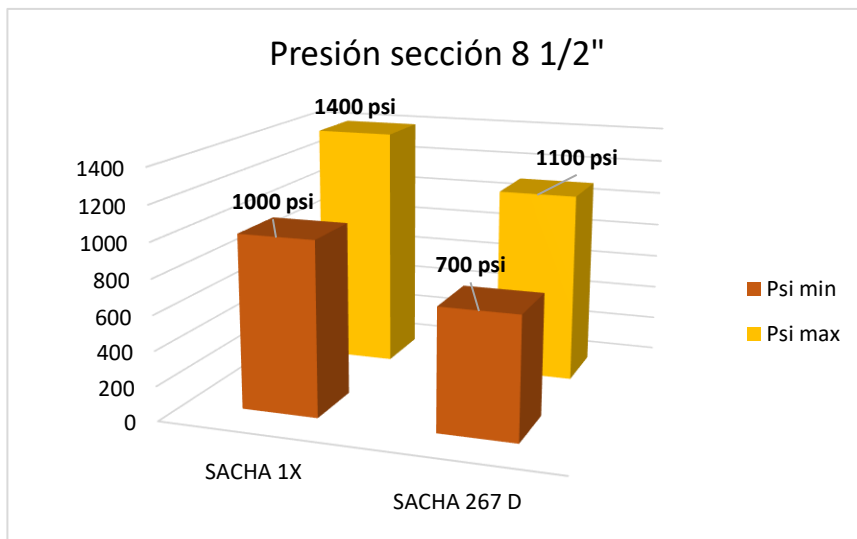 Presión sección 8 1/2"
1400 psi
1100 psi
1000 psi
700 psi
1400
1200
1000
800
600
400
200
0
SACHA 1X
SACHA 267 D
Psi min
Psi max